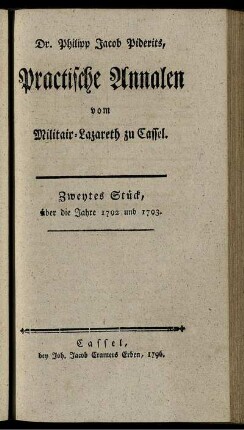 Dr. Philipp Jacob Piderits,
Practische Annalen
vom
Militair-Lazareth zu Cassel.
Zweytes Stück,
über die Jahre 1792 und 1793.
Cassel,
bey Joh. Jacob Cramers Erben, 1796.